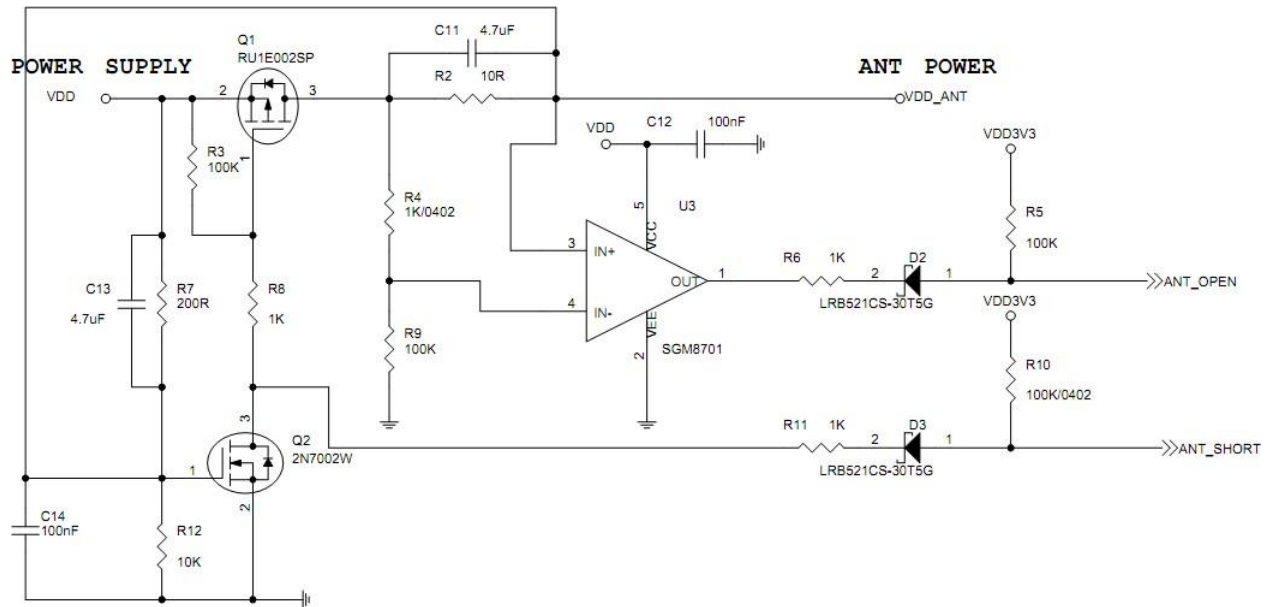 C11
4.7uF
Q1
RU1E002SP
POWER SUPPLY
R2
10R
ANT POWER
VDD
2
3
VDD_ANT
VDD
C12
100nF
VDD3V3
R3
100K
1
R4
1K/0402
5
U3
VCC
R5
100K
3
IN+
C13
4.7uF
R7
200R
R8
1K
OUT
1
R6
1K
2
D2
1
ANT_OPEN
LRB521CS-30T5G
4
IN-
VEE
VDD3V3
R9
100K
2
SGM8701
R10
100K/0402
3
Q2
2N7002W
R11
1K
2
D3
1
ANT_SHORT
LRB521CS-30T5G
1
2
C14
100nF
R12
10K